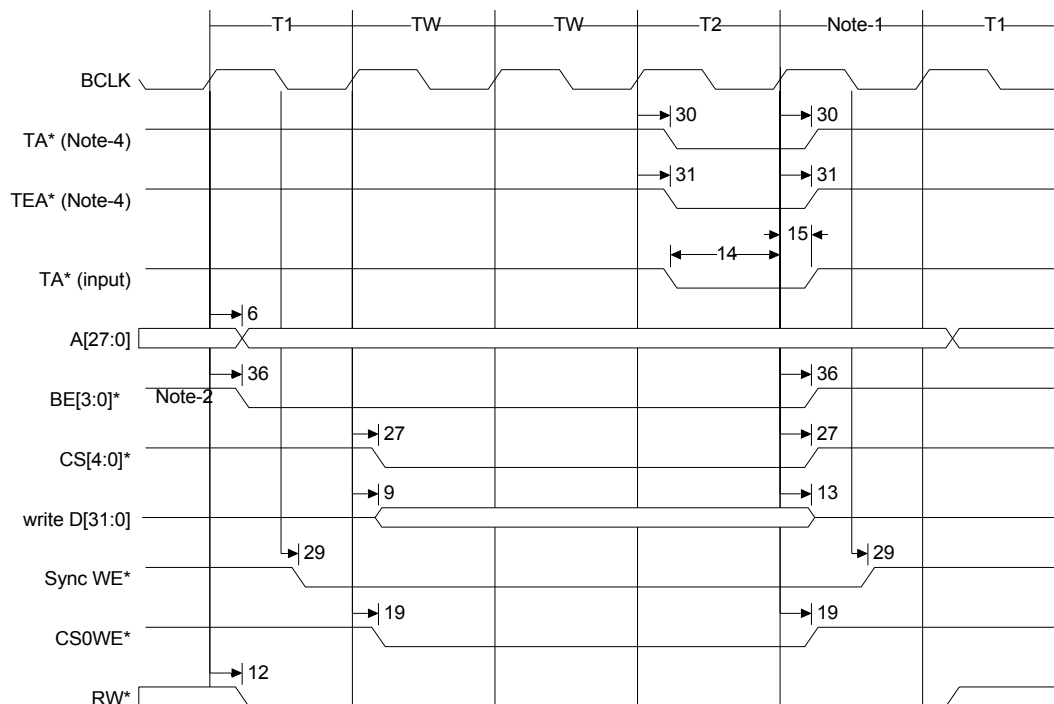 T1 TW TW T2 Note-1 T1
BCLK
30 30
TA* (Note-4)
31 31
TEA* (Note-4)
15
14
TA* (input)
6
A[27:0]
36 36
BE[3:0]* Note-2
27 27
CS[4:0]*
9 13
write D[31:0]
29 29
Sync WE*
19 19
CS0WE*
12
RW*